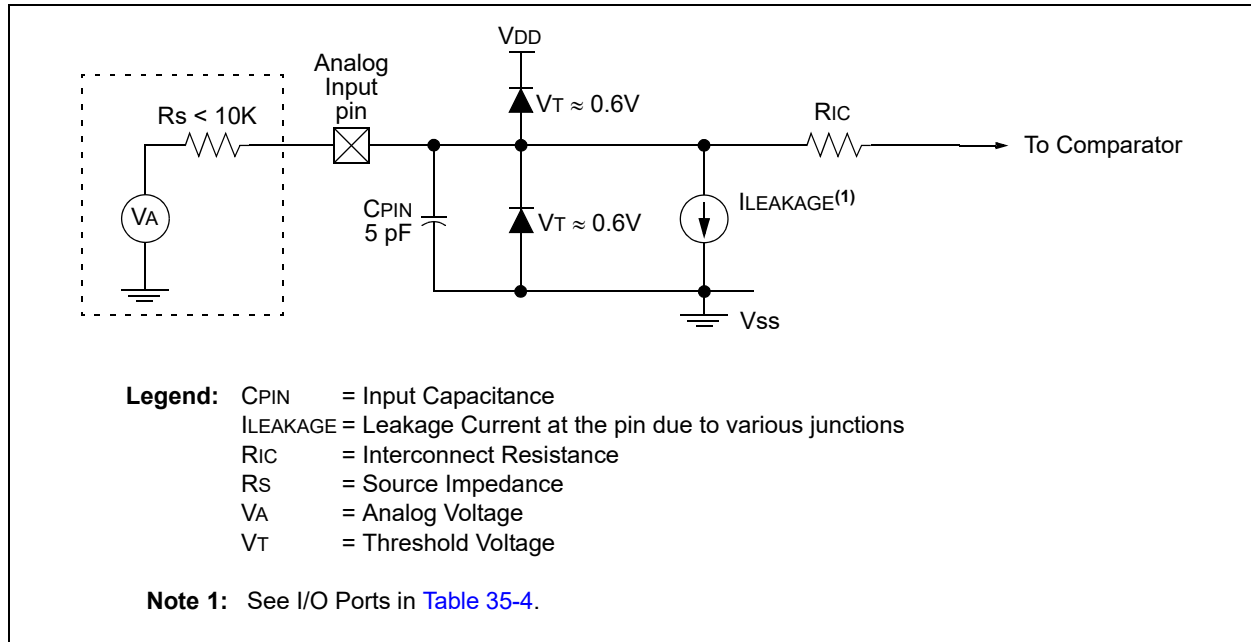 VDD
Analog
Input
pin
Rs < 10K
VT ≈ 0.6V
RIC
To Comparator
VA
CPIN
5 pF
VT ≈ 0.6V
ILEAKAGE(1)
Vss
Legend: CPIN = Input Capacitance
ILEAKAGE = Leakage Current at the pin due to various junctions
RIC = Interconnect Resistance
RS = Source Impedance
VA = Analog Voltage
VT = Threshold Voltage
Note 1: See I/O Ports in Table 35-4.